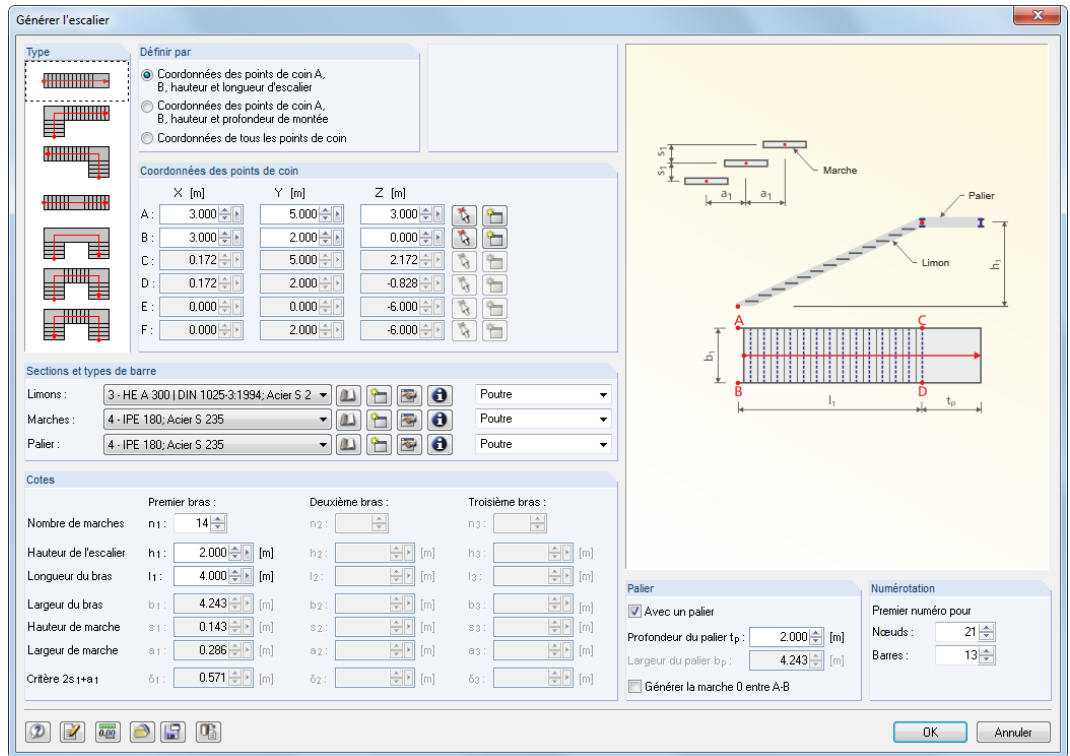 Générer l'escalier
Type
Définir par
Coordonnées des points de coin A,
B, hauteur et longueur d'escalier
Coordonnées des points de coin A,
B, hauteur et profondeur de montée
Coordonnées de tous les points de coin
Coordonnées des points de coin
X [m] Y [m] Z [m]
A : 3.000 5.000 3.000
B : 3.000 2.000 0.000
C : 0.172 5.000 2.172
D : 0.172 2.000 -0.828
E : 0.000 0.000 -6.000
F : 0.000 2.000 -6.000
Sections et types de barre
Limons : 3 - HE A 300 | DIN 1025-3:1994; Acier S 2 Poutre
Marches : 4 - IPE 180; Acier S 235 Poutre
Palier : 4 - IPE 180; Acier S 235 Poutre
Cotes
Premier bras : Deuxième bras : Troisième bras :
Nombre de marches n1 : 14 n2 : n3 :
Hauteur de l'escalier h1 : 2.000 [m] h2 : [m] h3 : [m]
Longueur du bras l1 : 4.000 [m] l2 : [m] l3 : [m]
Largeur du bras b1 : 4.243 [m] b2 : [m] b3 : [m]
Hauteur de marche s1 : 0.143 [m] s2 : [m] s3 : [m]
Largeur de marche a1 : 0.286 [m] a2 : [m] a3 : [m]
Critère 2s1+a1 δ1 : 0.571 [m] δ2 : [m] δ3 : [m]
s1
s1
a1 a1
Marche
Palier
Limon
h1
A C
b1
B D
l1 tp
Palier
Avec un palier
Profondeur du palier tp : 2.000 [m]
Largeur du palier bp : 4.243 [m]
Générer la marche 0 entre A-B
Numérotation
Premier numéro pour
Nœuds : 21
Barres : 13
0.00
OK Annuler